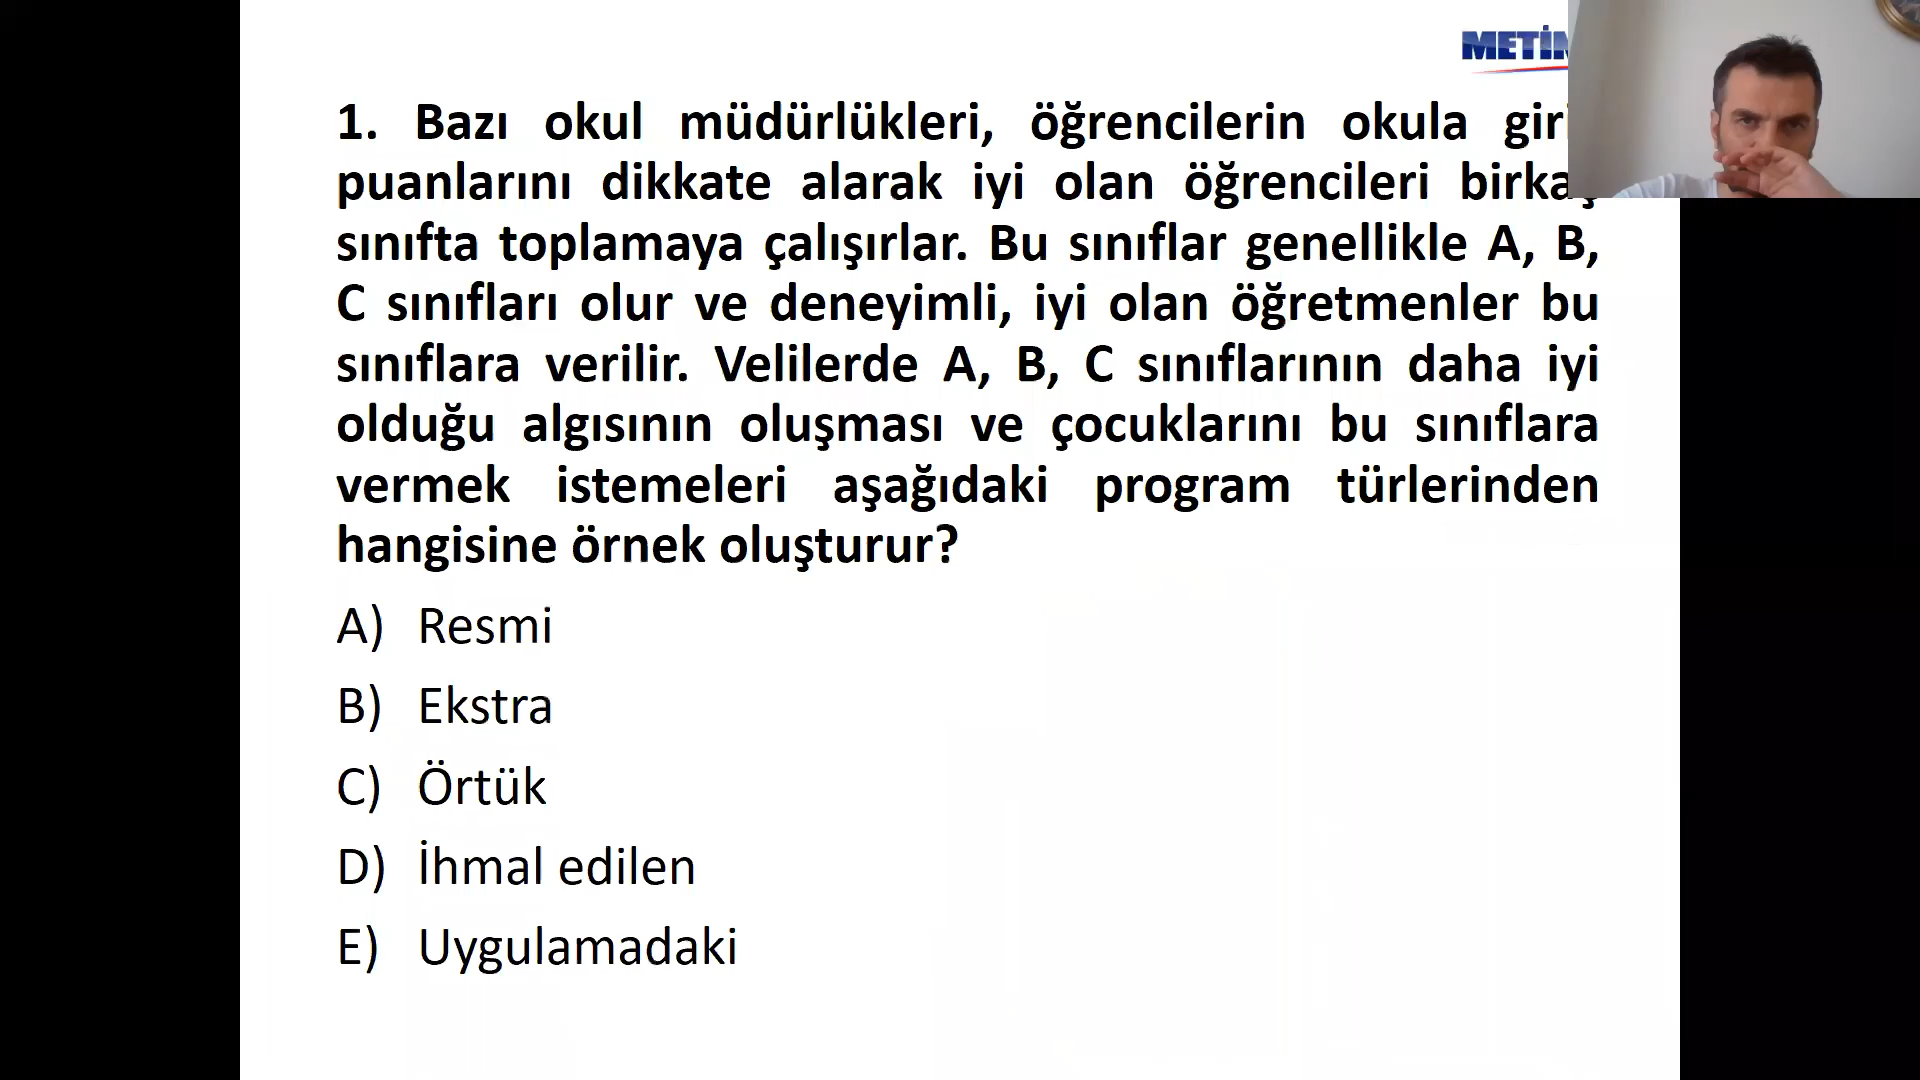 METİN
1. Bazı okul müdürlükleri, öğrencilerin okula
puanlarını dikkate alarak iyi olan öğrencileri birkaç
sınıfta toplamaya çalışırlar. Bu sınıflar genellikle A, B,
C sınıfları olur ve deneyimli, iyi olan öğretmenler bu
sınıflara verilir. Velilerde A, B, C sınıflarının daha iyi
olduğu algısının oluşması ve çocuklarını bu sınıflara
vermek istemeleri aşağıdaki program türlerinden
hangisine örnek oluşturur?
A) Resmi
B) Ekstra
C) Örtük
D) İhmal edilen
E) Uygulamadaki